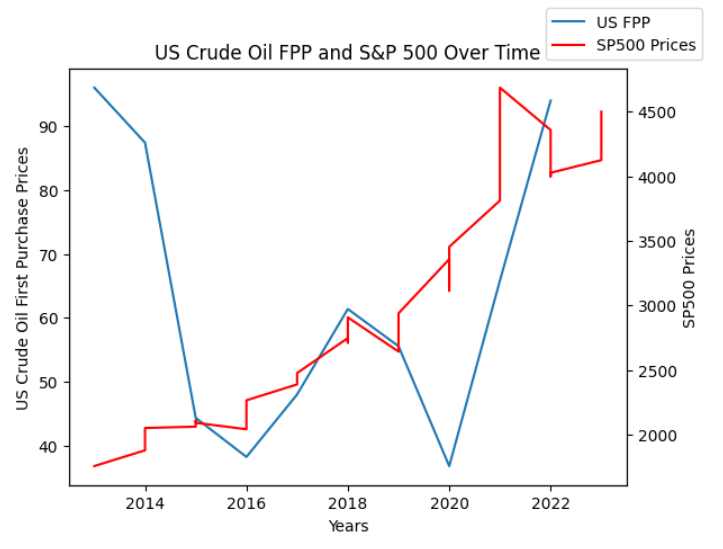 US FPP
SP500 Prices
US Crude Oil FPP and S&P 500 Over Time
US Crude Oil First Purchase Prices
90
80
70
60
50
40
4500
4000
3500
3000
2500
2000
SP500 Prices
2014 2016 2018 2020 2022
Years